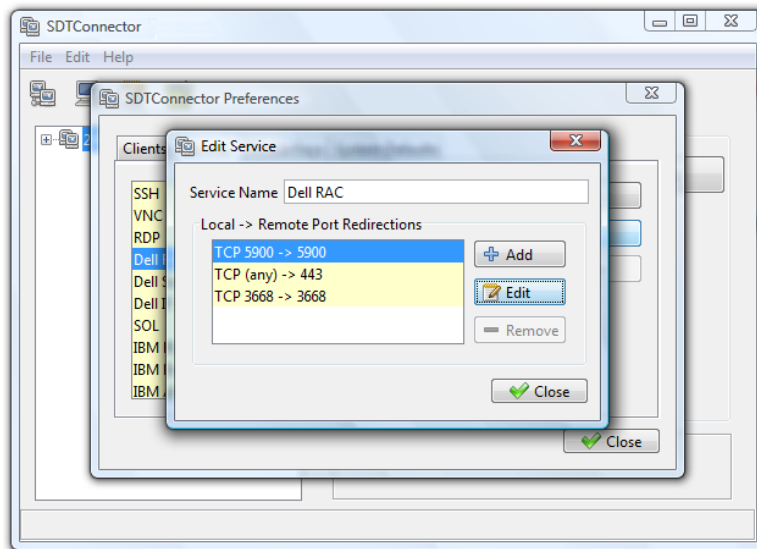 SDTConnector
File Edit Help
SDTConnector Preferences
Clients
Edit Service
SSH
VNC
RDP
Dell
Dell
Dell
SOL
IBM
IBM
IBM
Service Name Dell RAC
Local -> Remote Port Redirections
TCP 5900 -> 5900
TCP (any) -> 443
TCP 3668 -> 3668
Add
Edit
Remove
Close
Close